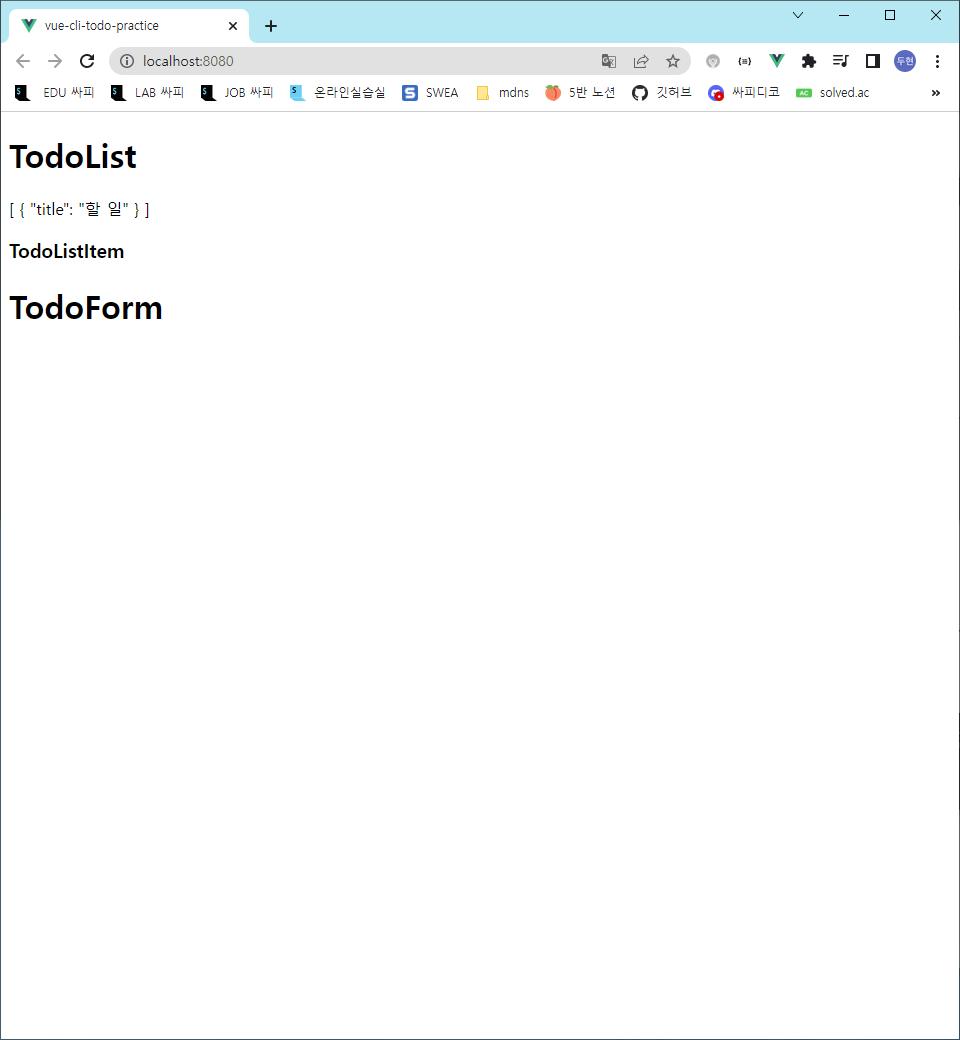 vue-cli-todo-practice
localhost:8080
두현
EDU 싸피 LAB 싸피 JOB 싸피 온라인실습실 SWEA mdns 5반 노션 깃허브 싸피디코 solved.ac »
TodoList
[ { "title": "할 일" } ]
TodoListItem
TodoForm